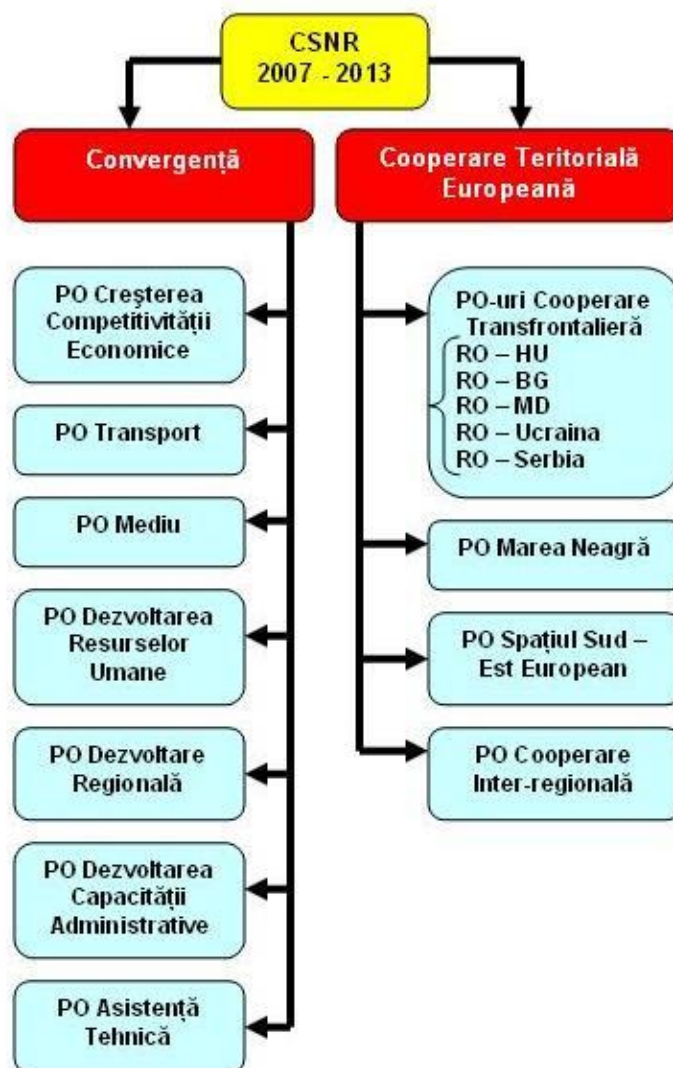 CSNR
2007 - 2013
Convergență
PO Creșterea
Competitivității
Economice
PO Transport
PO Mediu
PO Dezvoltarea
Resurselor
Umane
PO Dezvoltare
Regională
PO Dezvoltarea
Capacității
Administrative
PO Asistență
Tehnică
Cooperare Teritorială
Europeană
PO-uri Cooperare
Transfrontalieră
RO – HU
RO – BG
RO – MD
RO – Ucraina
RO – Serbia
PO Marea Neagră
PO Spațiul Sud –
Est European
PO Cooperare
Inter-regională